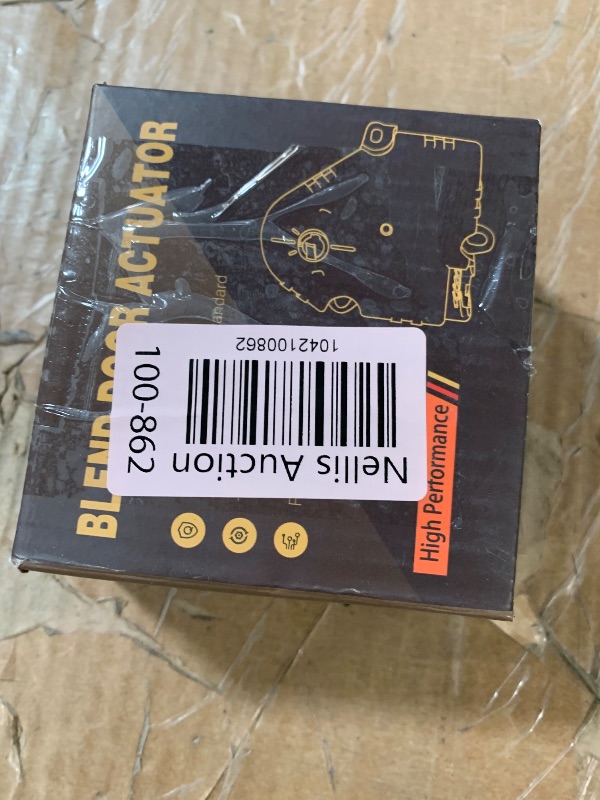 BLEND DOOR ACTUATOR
High Performance
Nellis Auction
1042100862
100-862